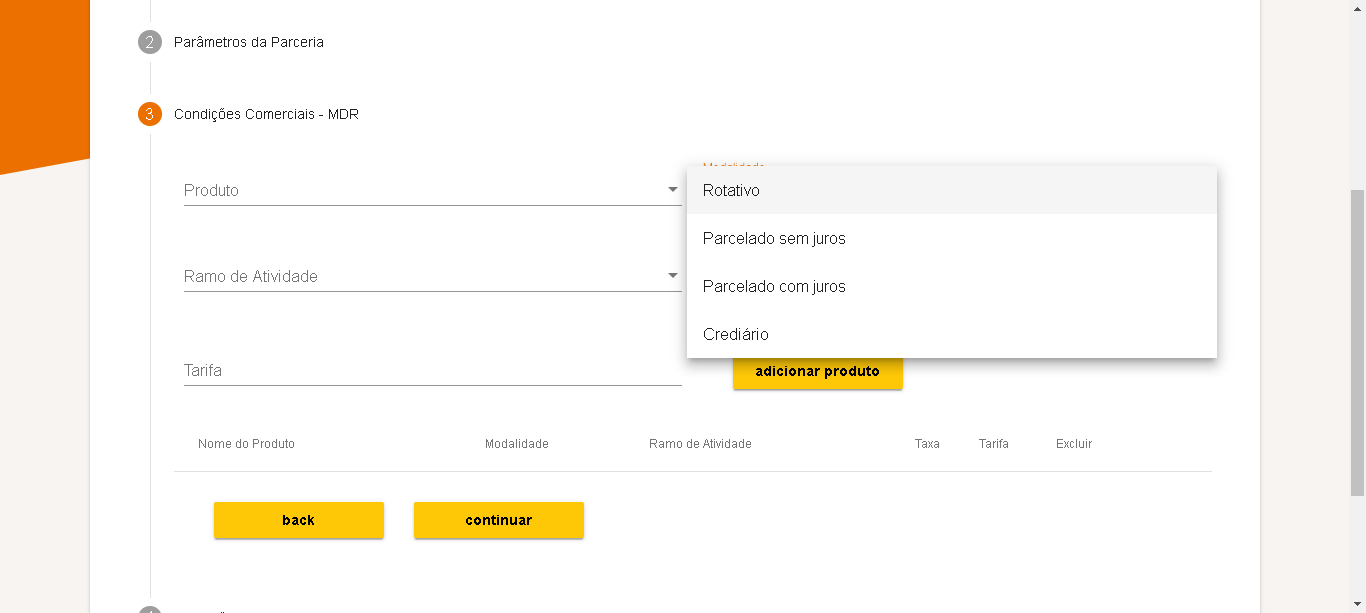 2 Parâmetros da Parceria
3 Condições Comerciais - MDR
Modalidade
Produto
Rotativo
Parcelado sem juros
Ramo de Atividade
Parcelado com juros
Crediário
Tarifa
adicionar produto
Nome do Produto Modalidade Ramo de Atividade Taxa Tarifa Excluir
back continuar